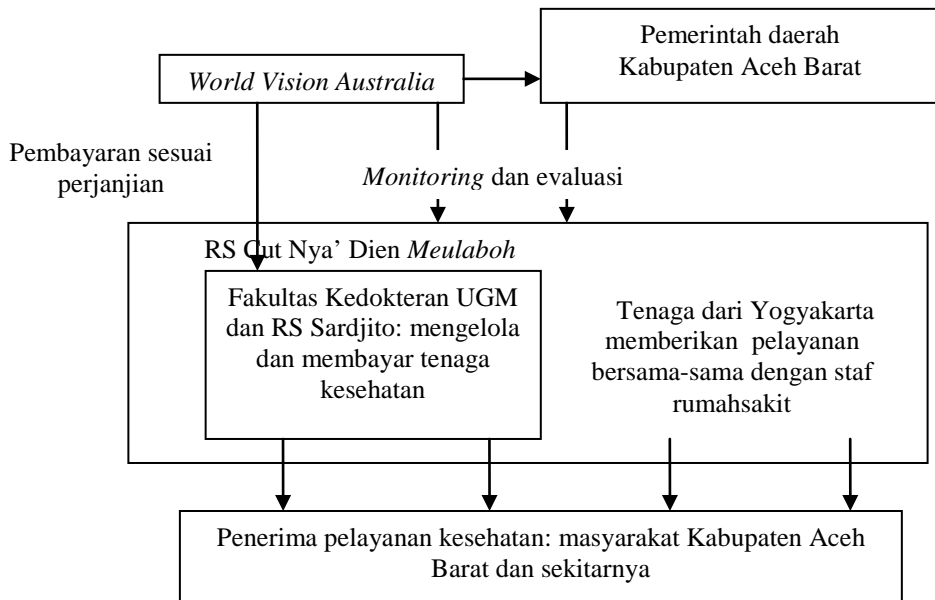 Pemerintah daerah
Kabupaten Aceh Barat
World Vision Australia
Pembayaran sesuai
perjanjian
Monitoring dan evaluasi
RS Cut Nya’ Dien Meulaboh
Fakultas Kedokteran UGM
dan RS Sardjito: mengelola
dan membayar tenaga
kesehatan
Tenaga dari Yogyakarta
memberikan pelayanan
bersama-sama dengan staf
rumahsakit
Penerima pelayanan kesehatan: masyarakat Kabupaten Aceh
Barat dan sekitarnya